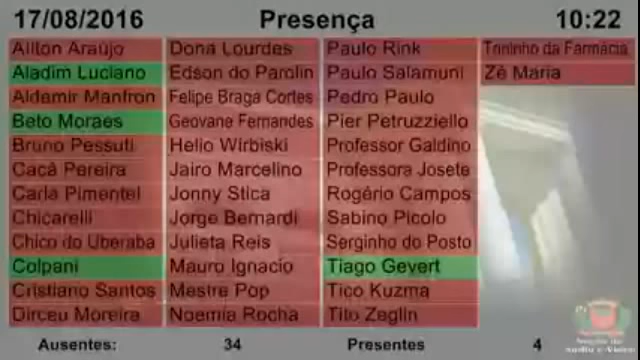 17/08/2016 Presença 10:22
Ailton Araújo Dona Lourdes Paulo Rink Toninho da Farmácia
Aladim Luciano Edson do Parolin Paulo Salamuni Zé Maria
Aldemir Manfron Felipe Braga Cortes Pedro Paulo
Beto Moraes Geovane Fernandes Pier Petruzziello
Bruno Pessuti Helio Wirbiski Professor Galdino
Cacá Pereira Jairo Marcelino Professora Josete
Carla Pimentel Jonny Stica Rogério Campos
Chicarelli Jorge Bernardi Sabino Picolo
Chico do Uberaba Julieta Reis Serginho do Posto
Colpani Mauro Ignacio Tiago Gevert
Cristiano Santos Mestre Pop Tico Kuzma
Dirceu Moreira Noemia Rocha Tito Zeglin
Ausentes: 34 Presentes 4